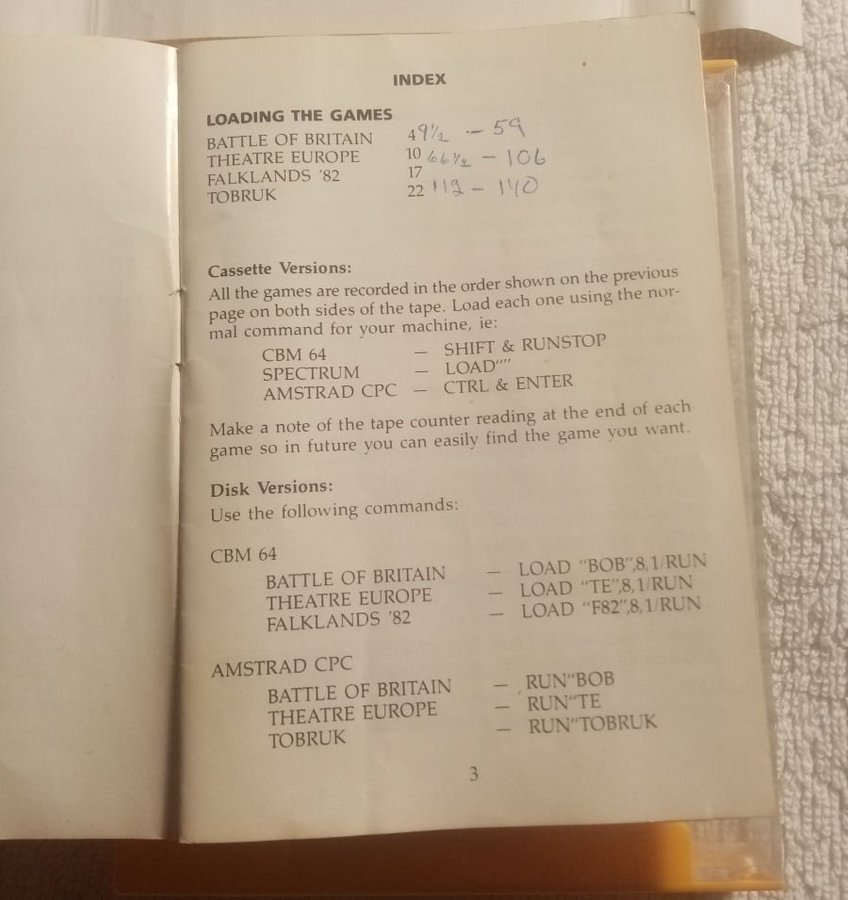 INDEX
LOADING THE GAMES
BATTLE OF BRITAIN 4 9½ - 59
THEATRE EUROPE 10 66½ - 106
FALKLANDS '82 17
TOBRUK 22 112 - 140
Cassette Versions:
All the games are recorded in the order shown on the previous
page on both sides of the tape. Load each one using the nor-
mal command for your machine, ie:
CBM 64 — SHIFT & RUNSTOP
SPECTRUM — LOAD""
AMSTRAD CPC — CTRL & ENTER
Make a note of the tape counter reading at the end of each
game so in future you can easily find the game you want.
Disk Versions:
Use the following commands:
CBM 64
BATTLE OF BRITAIN — LOAD "BOB",8,1/RUN
THEATRE EUROPE — LOAD "TE",8,1/RUN
FALKLANDS '82 — LOAD "F82",8,1/RUN
AMSTRAD CPC
BATTLE OF BRITAIN — RUN"BOB
THEATRE EUROPE — RUN"TE
TOBRUK — RUN"TOBRUK
3